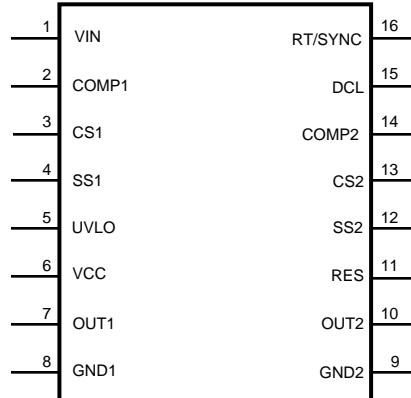 1 VIN RT/SYNC 16
2 COMP1 DCL 15
3 CS1 COMP2 14
4 SS1 CS2 13
5 UVLO SS2 12
6 VCC RES 11
7 OUT1 OUT2 10
8 GND1 GND2 9